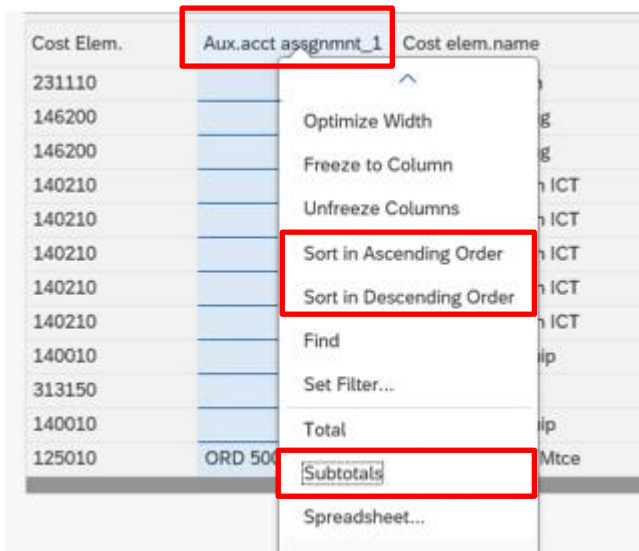 Cost Elem. Aux.acct assgnmnt_1 Cost elem.name
231110
146200 Optimize Width g
146200 Freeze to Column g
140210 ICT
140210 Unfreeze Columns ICT
140210 Sort in Ascending Order ICT
140210 Sort in Descending Order ICT
140210 ICT
140010 Find ip
313150 Set Filter...
140010 Total ip
125010 ORD 500 Mtce
Subtotals
Spreadsheet...